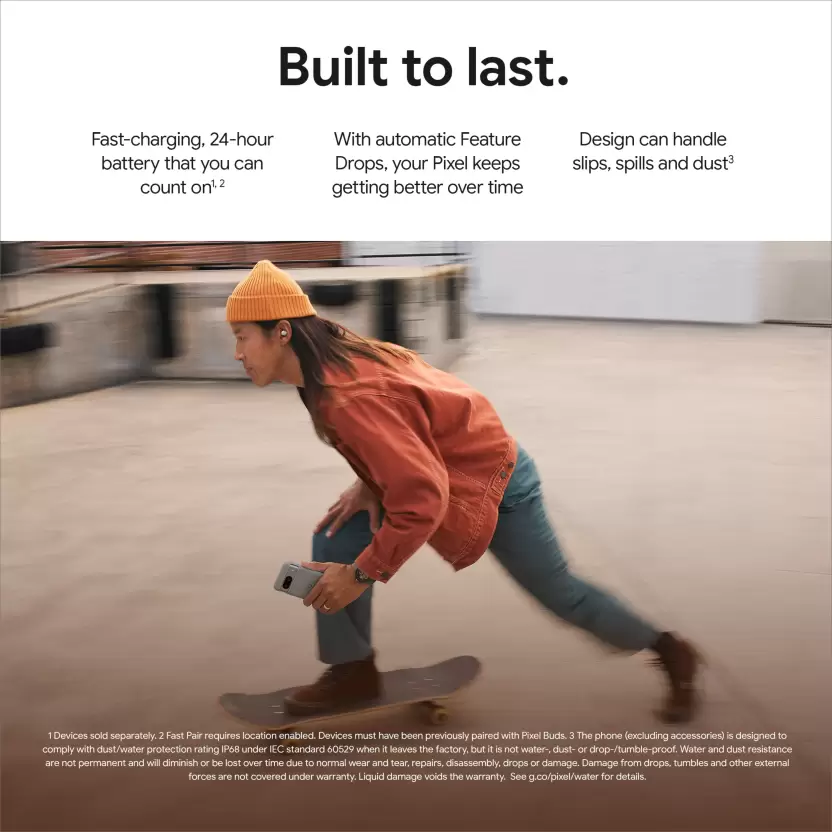 Built to last.
Fast-charging, 24-hour
battery that you can
count on¹, ²
With automatic Feature
Drops, your Pixel keeps
getting better over time
Design can handle
slips, spills and dust³
1 Devices sold separately. 2 Fast Pair requires location enabled. Devices must have been previously paired with Pixel Buds. 3 The phone (excluding accessories) is designed to
comply with dust/water protection rating IP68 under IEC standard 60529 when it leaves the factory, but it is not water-, dust- or drop-/tumble-proof. Water and dust resistance
are not permanent and will diminish or be lost over time due to normal wear and tear, repairs, disassembly, drops or damage. Damage from drops, tumbles and other external
forces are not covered under warranty. Liquid damage voids the warranty. See g.co/pixel/water for details.